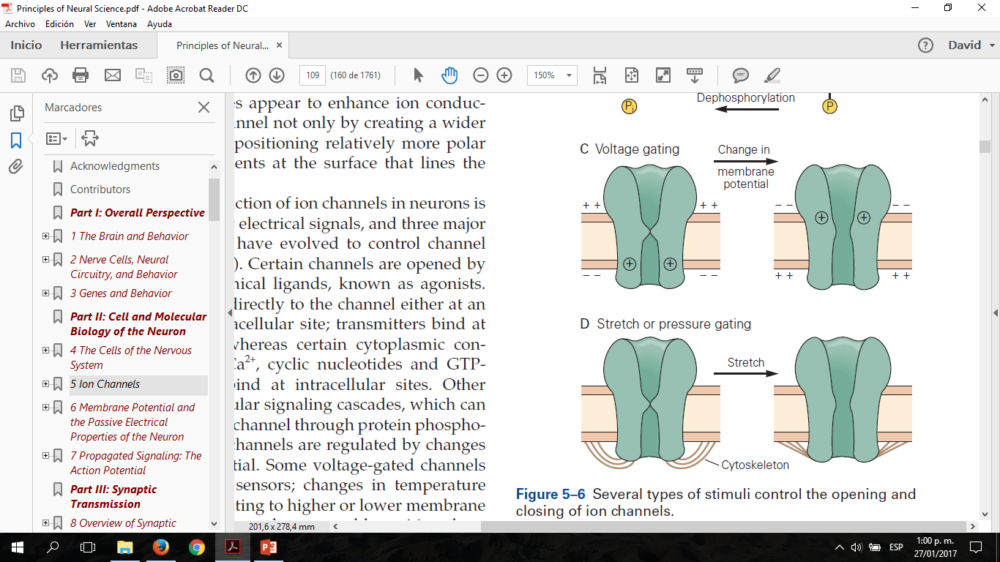 Principles of Neural Science.pdf - Adobe Acrobat Reader DC
Archivo Edición Ver Ventana Ayuda
Inicio Herramientas Principles of Neural... × ? David
109 (160 de 1761) 150%
Marcadores
Acknowledgments
Contributors
Part I: Overall Perspective
1 The Brain and Behavior
2 Nerve Cells, Neural
Circuitry, and Behavior
3 Genes and Behavior
Part II: Cell and Molecular
Biology of the Neuron
4 The Cells of the Nervous
System
5 Ion Channels
6 Membrane Potential and
the Passive Electrical
Properties of the Neuron
7 Propagated Signaling: The
Action Potential
Part III: Synaptic
Transmission
8 Overview of Synaptic
es appear to enhance ion conduc-
nnel not only by creating a wider
positioning relatively more polar
ents at the surface that lines the
ction of ion channels in neurons is
electrical signals, and three major
have evolved to control channel
). Certain channels are opened by
nical ligands, known as agonists.
directly to the channel either at an
acellular site; transmitters bind at
whereas certain cytoplasmic con-
Ca2+, cyclic nucleotides and GTP-
bind at intracellular sites. Other
ular signaling cascades, which can
channel through protein phospho-
channels are regulated by changes
tial. Some voltage-gated channels
sensors; changes in temperature
ting to higher or lower membrane
201,6 x 278,4 mm
Dephosphorylation
Pi P
C Voltage gating
Change in
membrane
potential
+ + + + – – – –
+ + + +
– – – – + + + +
D Stretch or pressure gating
Stretch
Cytoskeleton
Figure 5–6 Several types of stimuli control the opening and
closing of ion channels.
ESP
1:00 p. m.
27/01/2017